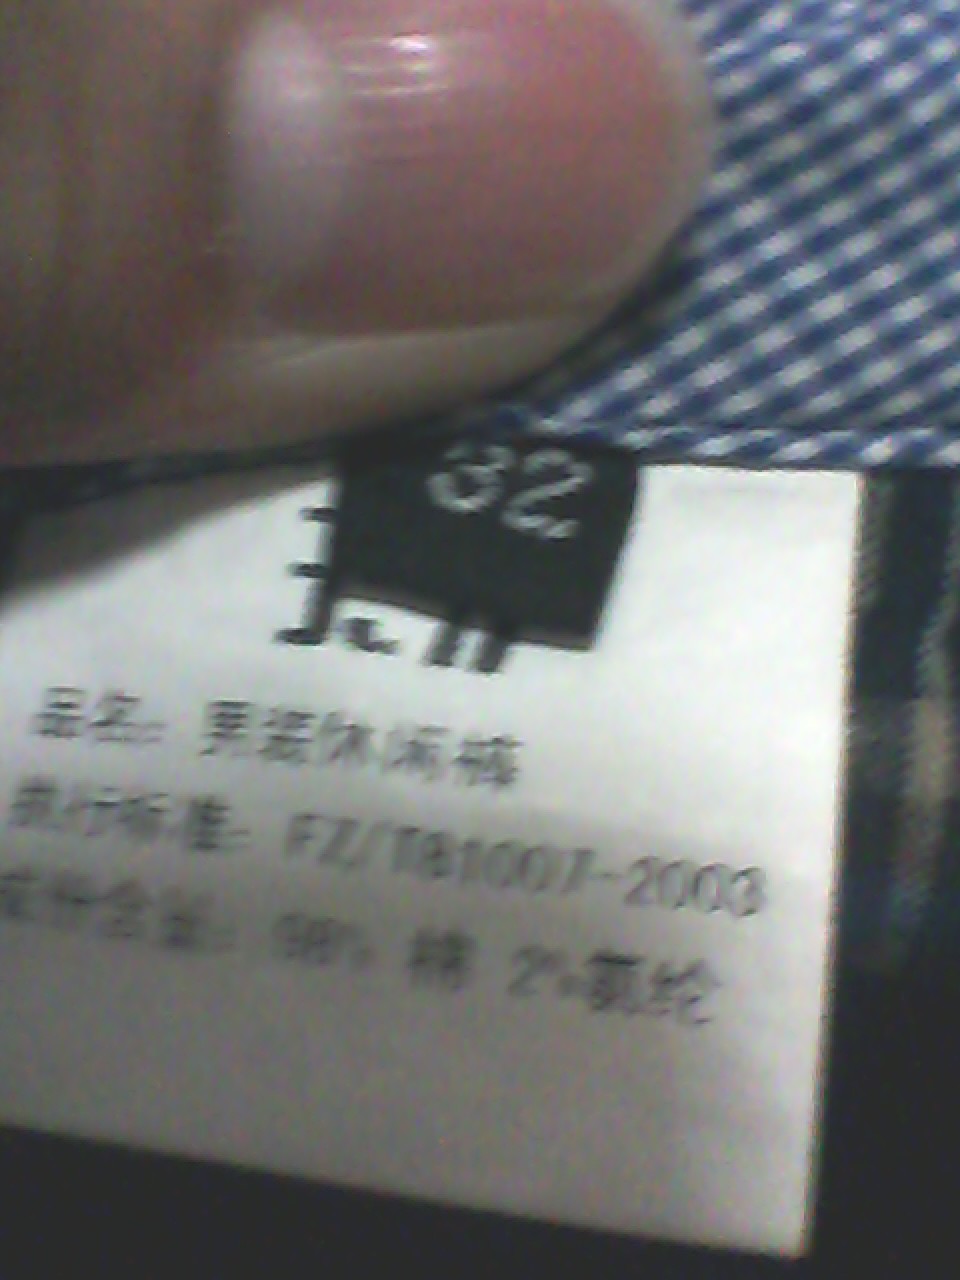 32
品名: 男装休闲裤
执行标准: FZ/T81007-2003
成份含量: 98% 棉 2%氨纶